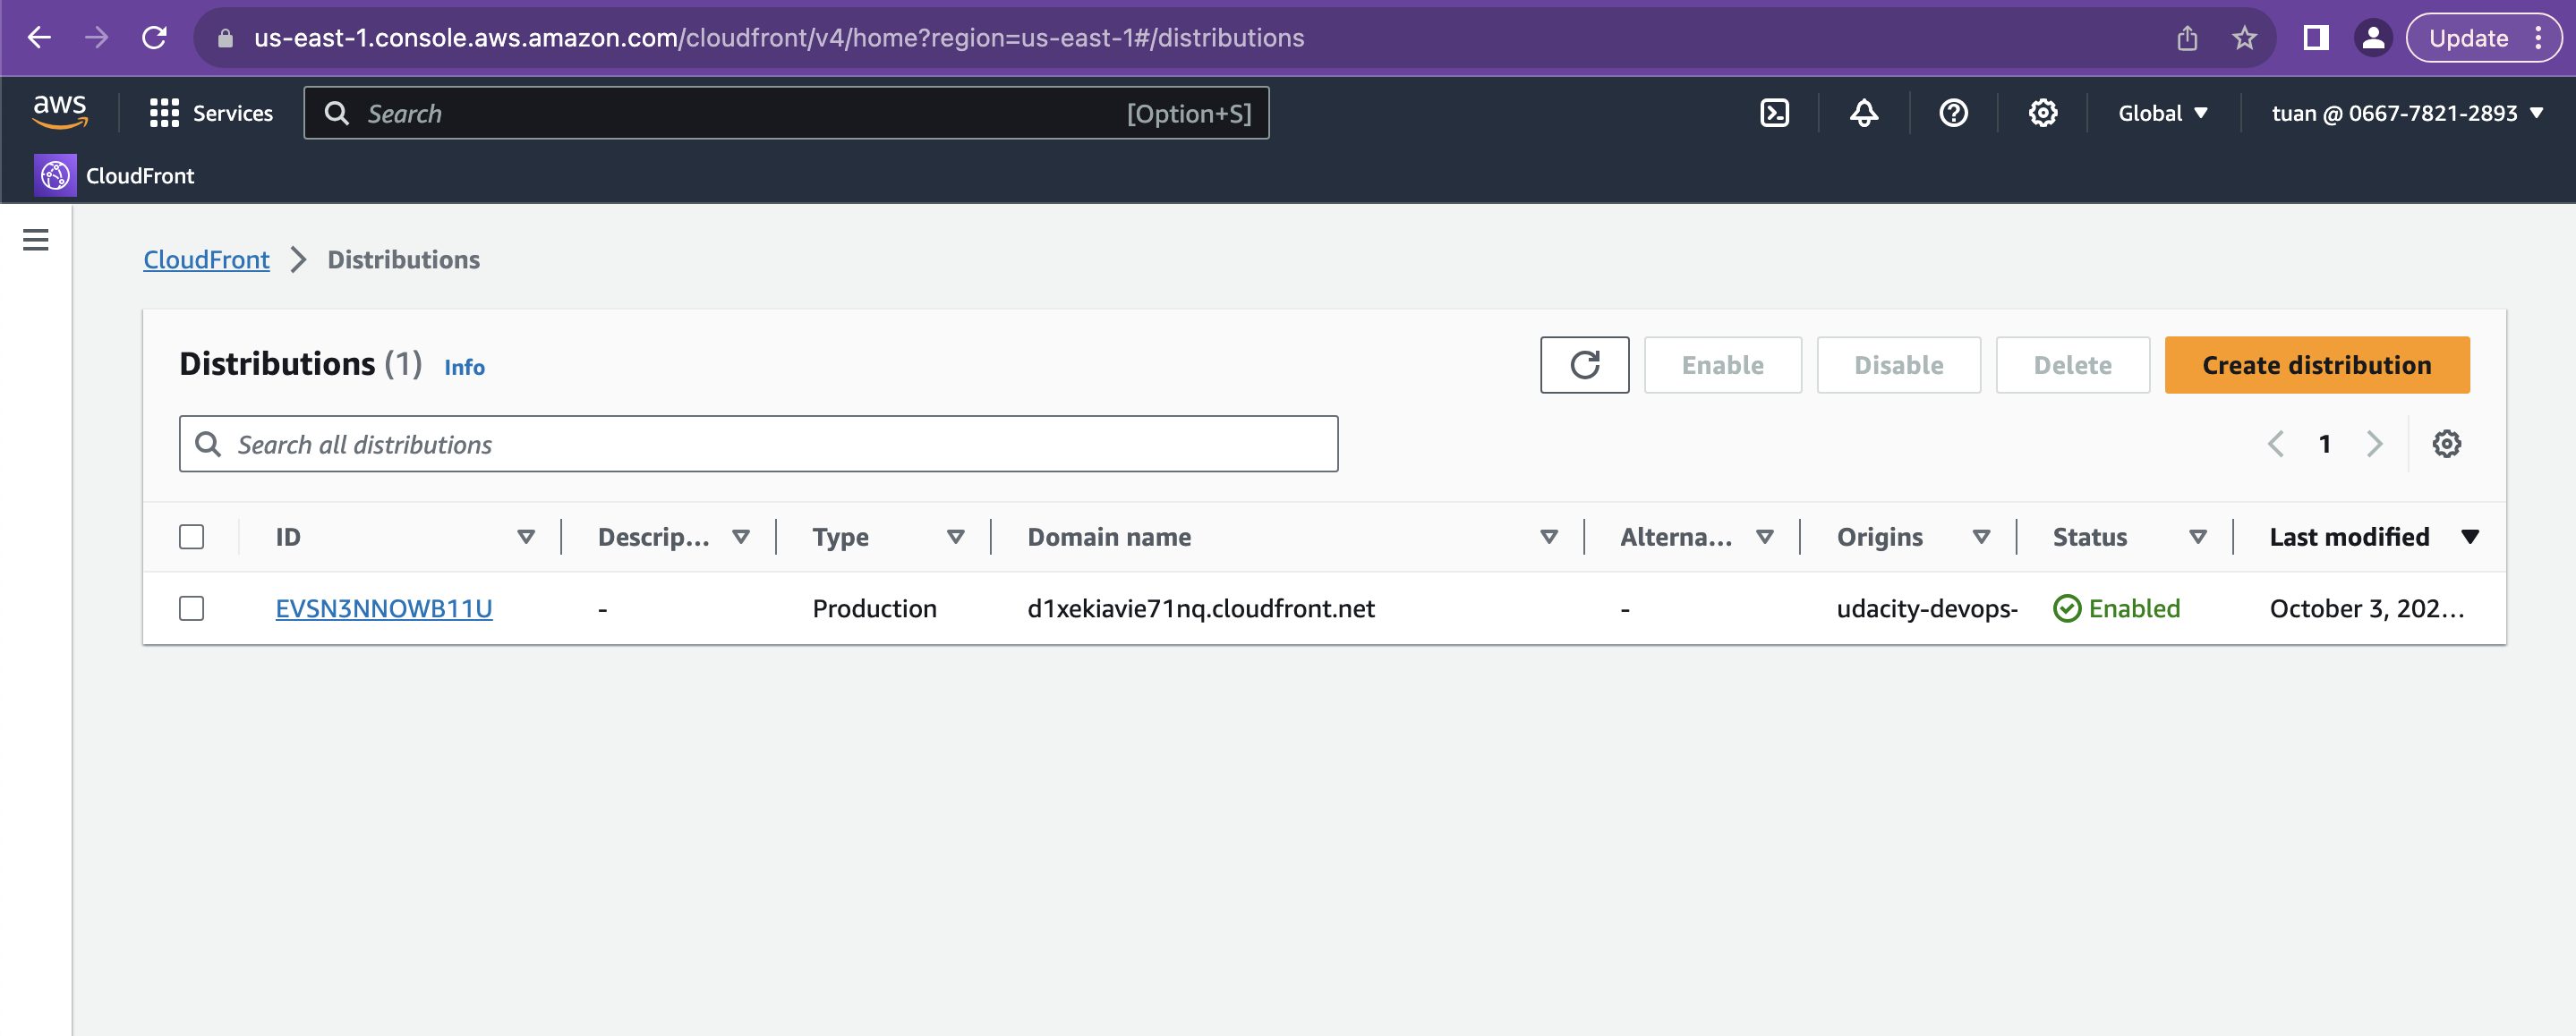 us-east-1.console.aws.amazon.com/cloudfront/v4/home?region=us-east-1#/distributions
Update
aws
Services
Search
[Option+S]
Global
tuan @ 0667-7821-2893
CloudFront
CloudFront
Distributions
Distributions (1)
Info
Enable
Disable
Delete
Create distribution
Search all distributions
1
ID
Descrip...
Type
Domain name
Alterna...
Origins
Status
Last modified
EVSN3NNOWB11U
-
Production
d1xekiavie71nq.cloudfront.net
-
udacity-devops-
Enabled
October 3, 202...